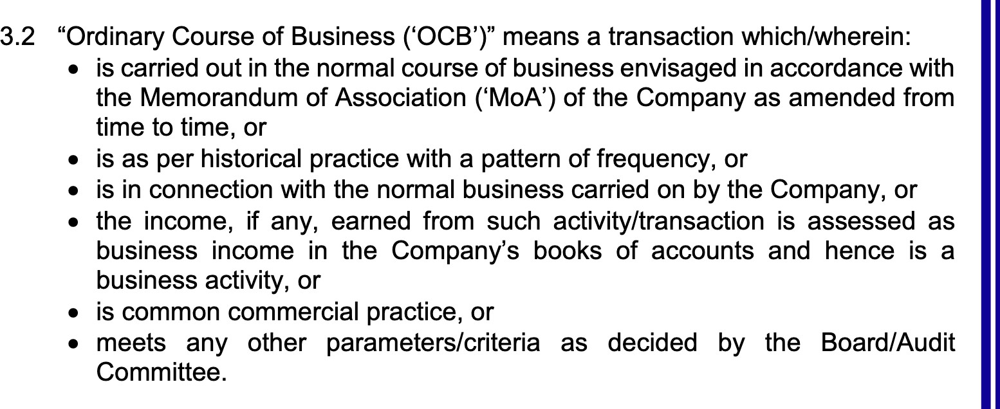 3.2 “Ordinary Course of Business (‘OCB’)” means a transaction which/wherein:
• is carried out in the normal course of business envisaged in accordance with
the Memorandum of Association (‘MoA’) of the Company as amended from
time to time, or
• is as per historical practice with a pattern of frequency, or
• is in connection with the normal business carried on by the Company, or
• the income, if any, earned from such activity/transaction is assessed as
business income in the Company’s books of accounts and hence is a
business activity, or
• is common commercial practice, or
• meets any other parameters/criteria as decided by the Board/Audit
Committee.